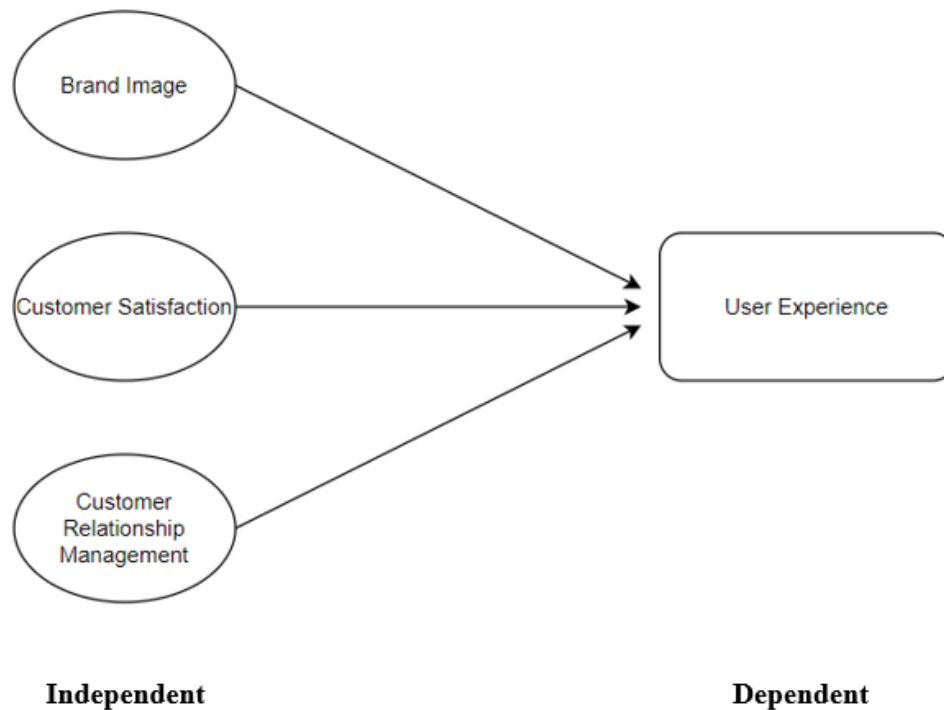 Brand Image
Customer Satisfaction
User Experience
Customer
Relationship
Management
Independent
Dependent